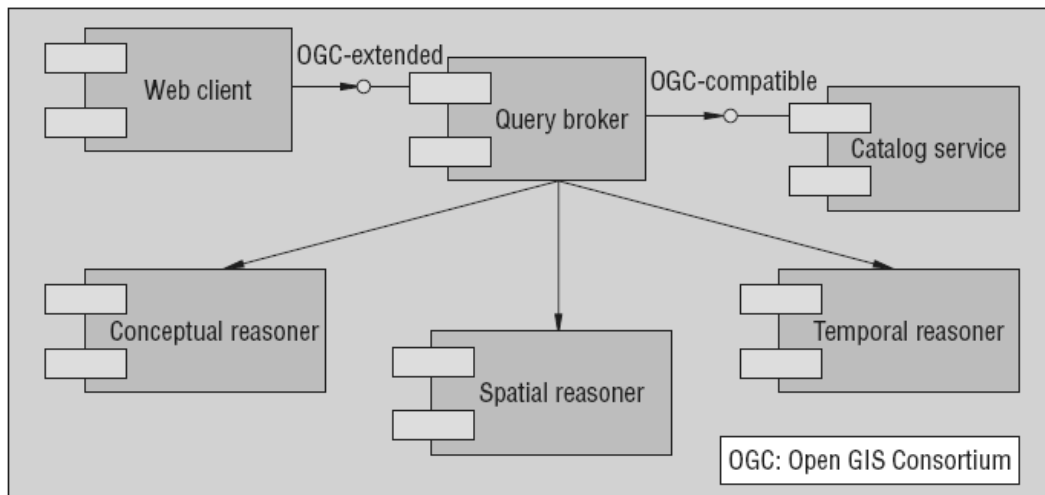 OGC-extended
Web client
OGC-compatible
Query broker
Catalog service
Conceptual reasoner
Temporal reasoner
Spatial reasoner
OGC: Open GIS Consortium